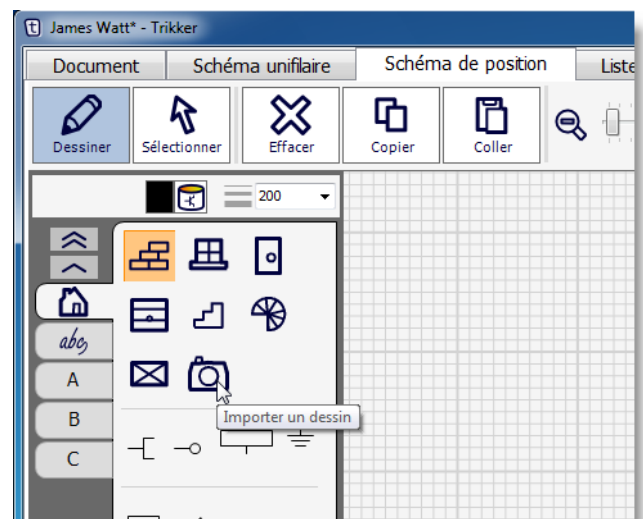 James Watt* - Trikker
Document Schéma unifilaire Schéma de position Liste
Dessiner Sélectionner Effacer Copier Coller
200
abc
A
Importer un dessin
B
C